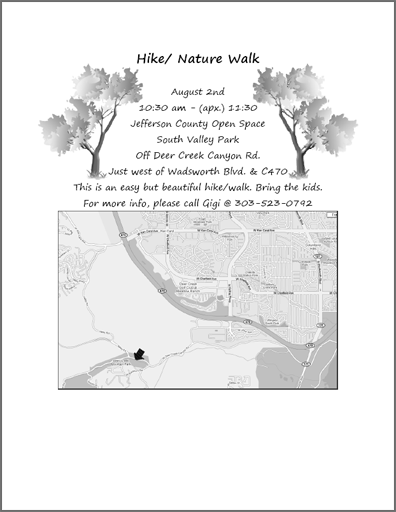 Hike/ Nature Walk
August 2nd
10:30 am - (apx.) 11:30
Jefferson County Open Space
South Valley Park
Off Deer Creek Canyon Rd.
Just west of Wadsworth Blvd. & C470
This is an easy but beautiful hike/walk. Bring the kids.
For more info, please call Gigi @ 303-523-0792